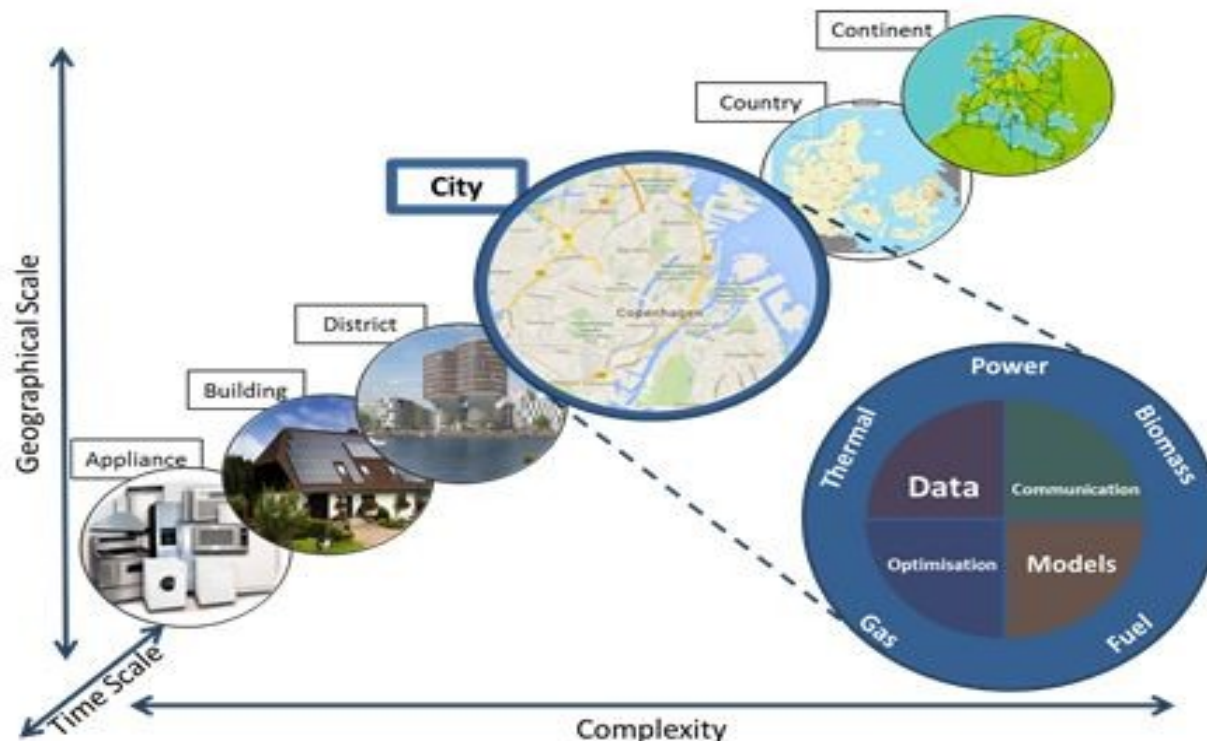 Continent
Country
City
District
Building
Appliance
Geographical Scale
Time Scale
Complexity
Copenhagen
Power
Thermal
Biomass
Data
Communication
Optimisation
Models
Gas
Fuel